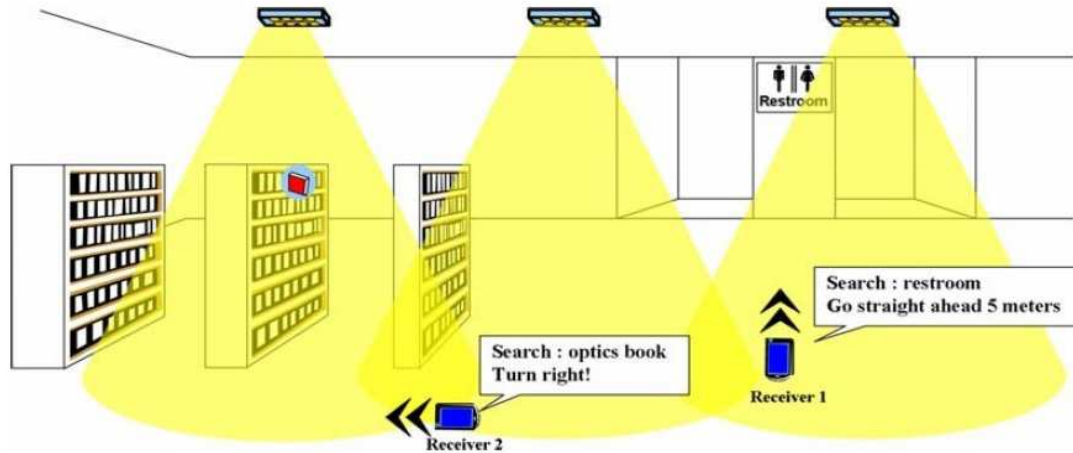 Restroom
Search : restroom
Go straight ahead 5 meters
Search : optics book
Turn right!
Receiver 1
Receiver 2